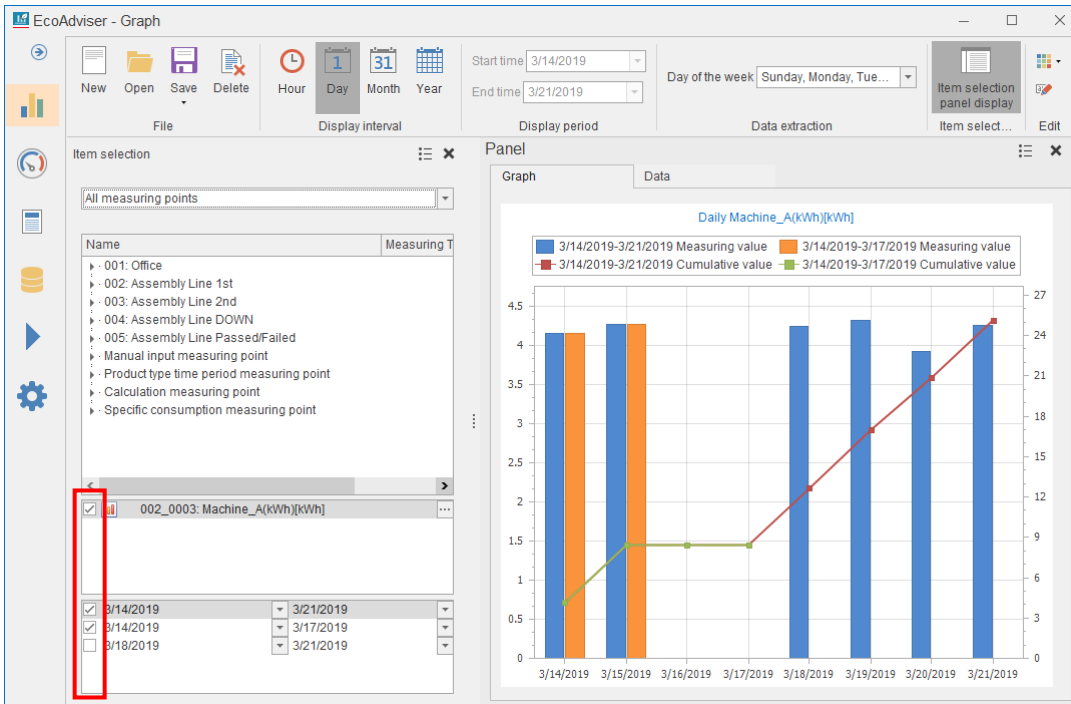 EcoAdviser - Graph
New
Open
Save
Delete
File
Hour
1
Day
31
Month
Year
Display interval
Start time 3/14/2019
End time 3/21/2019
Display period
Day of the week Sunday, Monday, Tue...
Data extraction
Item selection
panel display
Item select...
Edit
Item selection
All measuring points
Name Measuring T
001: Office
002: Assembly Line 1st
003: Assembly Line 2nd
004: Assembly Line DOWN
005: Assembly Line Passed/Failed
Manual input measuring point
Product type time period measuring point
Calculation measuring point
Specific consumption measuring point
002_0003: Machine_A(kWh)[kWh]
3/14/2019 3/21/2019
3/14/2019 3/17/2019
3/18/2019 3/21/2019
Panel
Graph Data
Daily Machine_A(kWh)[kWh]
3/14/2019-3/21/2019 Measuring value 3/14/2019-3/17/2019 Measuring value
3/14/2019-3/21/2019 Cumulative value 3/14/2019-3/17/2019 Cumulative value
4.5
4
3.5
3
2.5
2
1.5
1
0.5
0
27
24
21
18
15
12
9
6
3
0
3/14/2019 3/15/2019 3/16/2019 3/17/2019 3/18/2019 3/19/2019 3/20/2019 3/21/2019